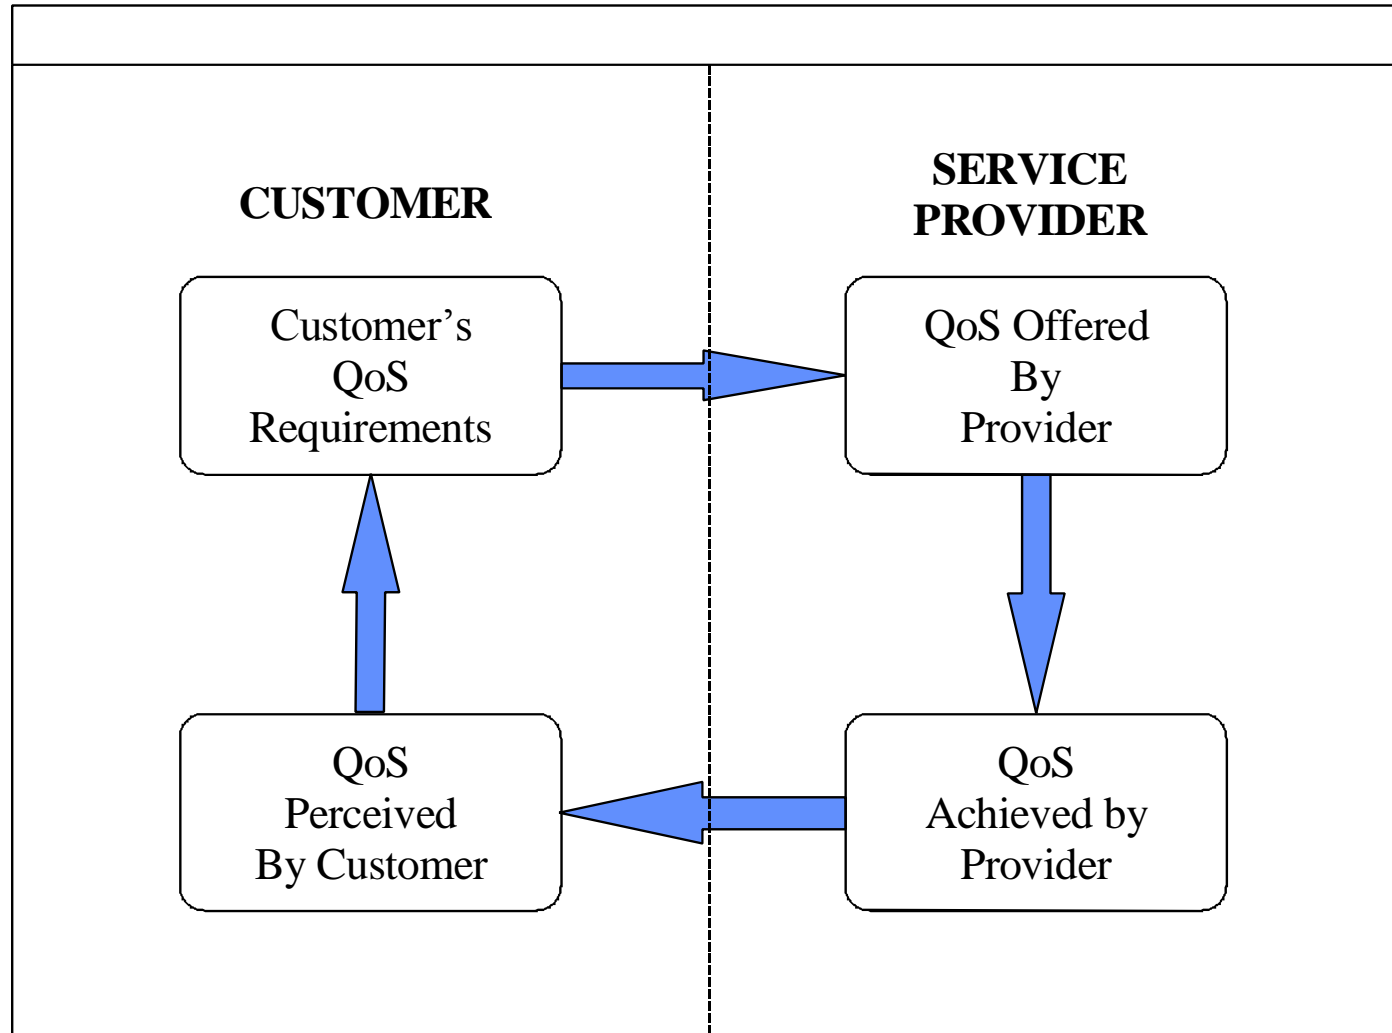 CUSTOMER
SERVICE
PROVIDER
Customer’s
QoS
Requirements
QoS Offered
By
Provider
QoS
Perceived
By Customer
QoS
Achieved by
Provider